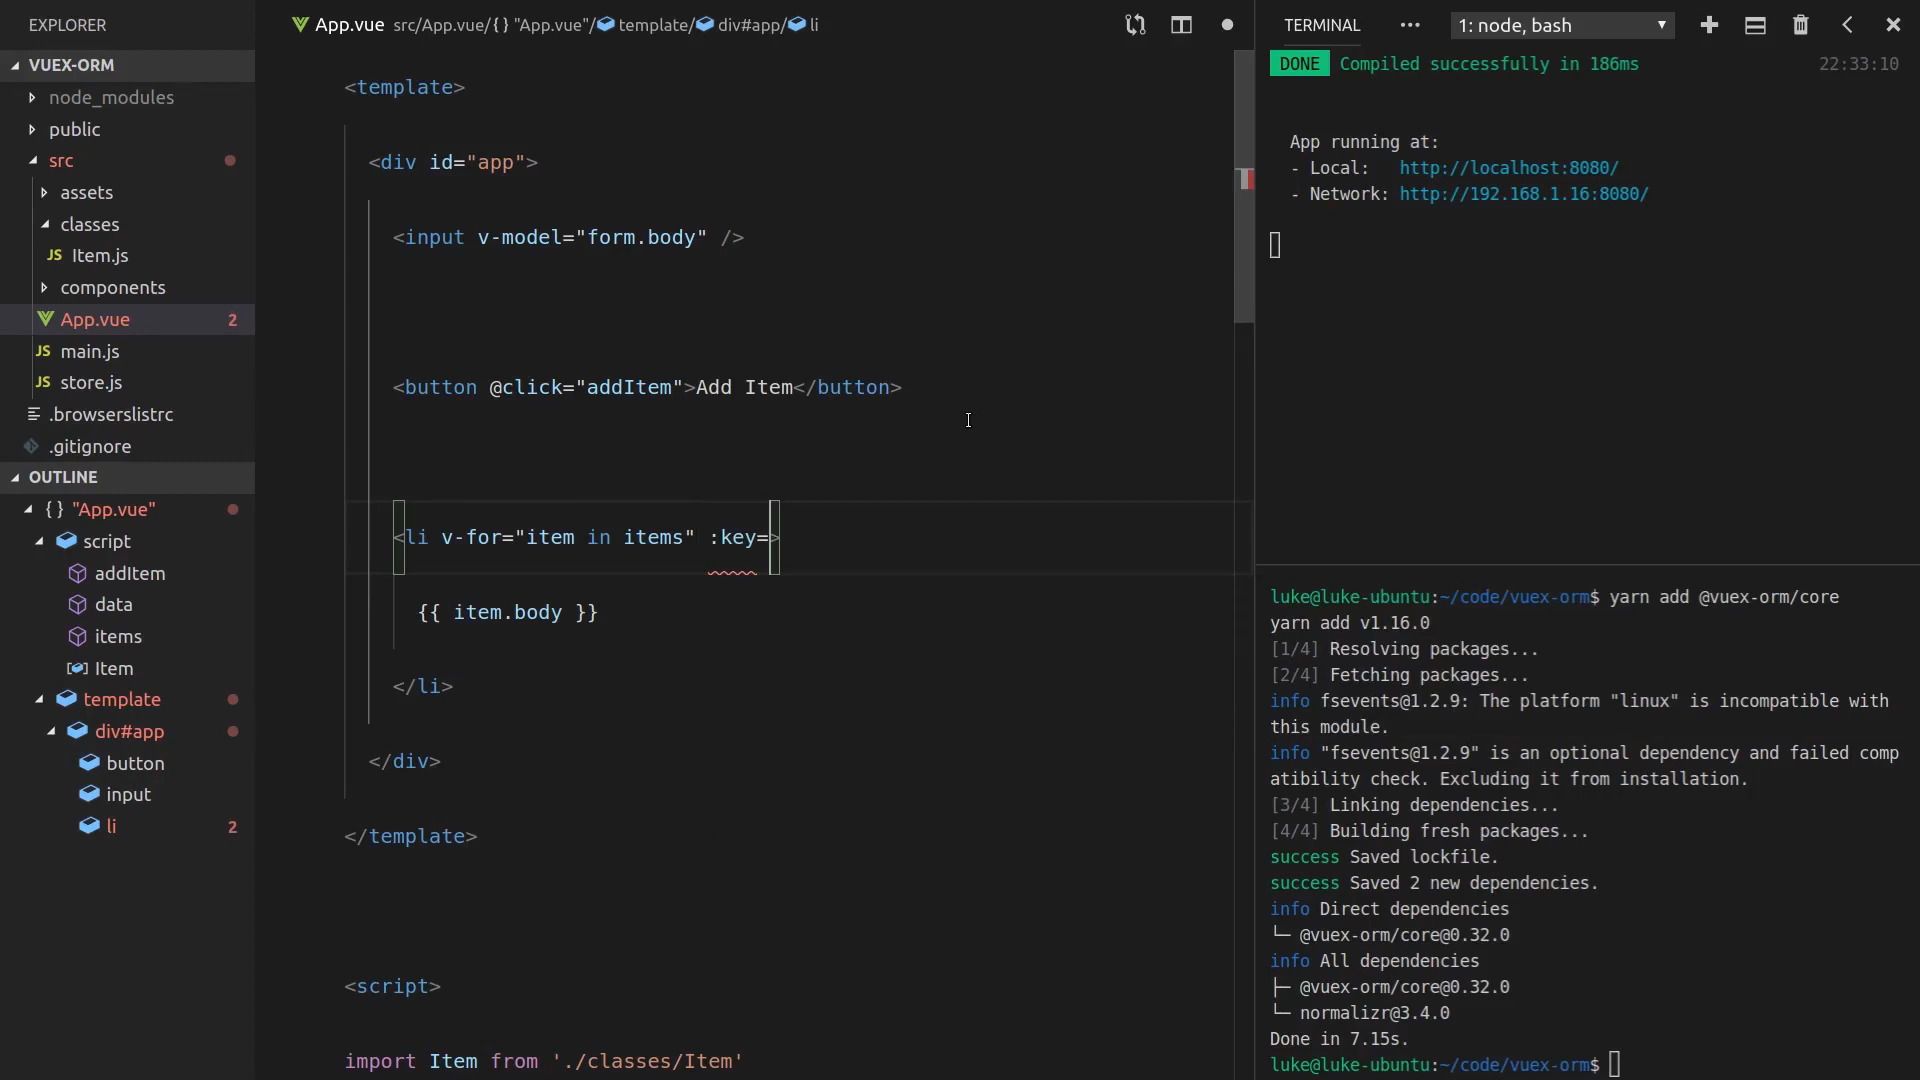 EXPLORER
VUEX-ORM
node_modules
public
src
assets
classes
JS Item.js
components
App.vue 2
JS main.js
JS store.js
.browserslistrc
.gitignore
OUTLINE
{} "App.vue"
script
addItem
data
items
Item
template
div#app
button
input
li 2
App.vue src/App.vue/{} "App.vue"/template/div#app/li
<template>
<div id="app">
<input v-model="form.body" />
<button @click="addItem">Add Item</button>
<li v-for="item in items" :key=>
{{ item.body }}
</li>
</div>
</template>
<script>
import Item from './classes/Item'
TERMINAL ··· 1: node, bash
DONE Compiled successfully in 186ms 22:33:10
App running at:
- Local: http://localhost:8080/
- Network: http://192.168.1.16:8080/
luke@luke-ubuntu:~/code/vuex-orm$ yarn add @vuex-orm/core
yarn add v1.16.0
[1/4] Resolving packages...
[2/4] Fetching packages...
info fsevents@1.2.9: The platform "linux" is incompatible with
this module.
info "fsevents@1.2.9" is an optional dependency and failed comp
atibility check. Excluding it from installation.
[3/4] Linking dependencies...
[4/4] Building fresh packages...
success Saved lockfile.
success Saved 2 new dependencies.
info Direct dependencies
└─ @vuex-orm/core@0.32.0
info All dependencies
├─ @vuex-orm/core@0.32.0
└─ normalizr@3.4.0
Done in 7.15s.
luke@luke-ubuntu:~/code/vuex-orm$